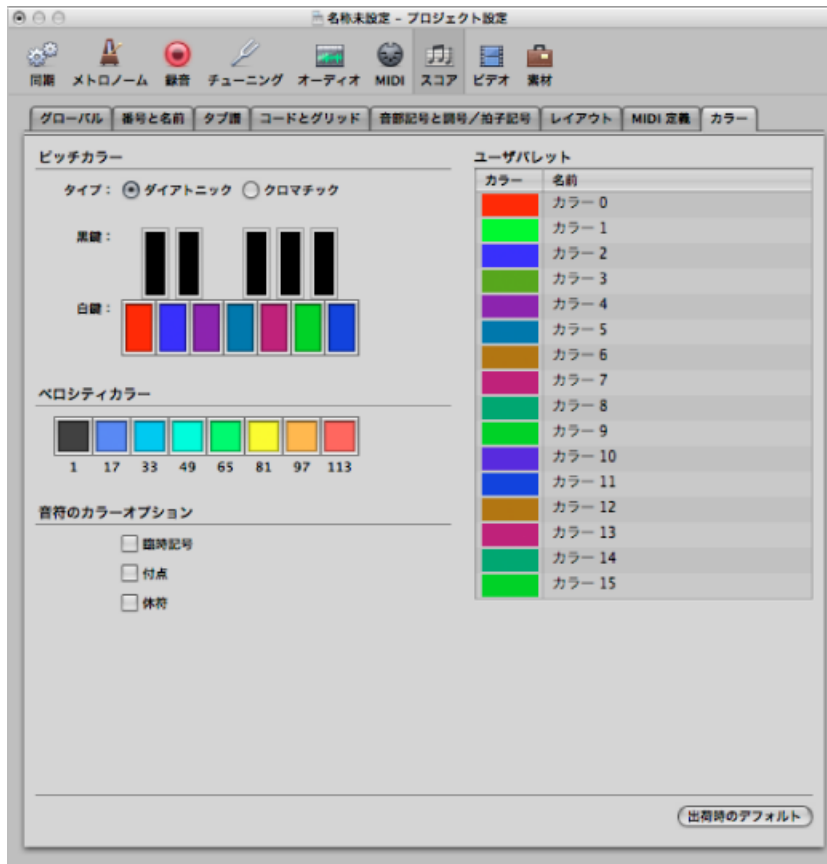 名称未設定 – プロジェクト設定
同期 メトロノーム 録音 チューニング オーディオ MIDI スコア ビデオ 素材
グローバル 番号と名前 タブ譜 コードとグリッド 音部記号と調号/拍子記号 レイアウト MIDI 定義 カラー
ピッチカラー
タイプ： ダイアトニック クロマチック
黒鍵：
白鍵：
ベロシティカラー
1 17 33 49 65 81 97 113
音符のカラーオプション
臨時記号
付点
休符
ユーザパレット
カラー 名前
カラー 0
カラー 1
カラー 2
カラー 3
カラー 4
カラー 5
カラー 6
カラー 7
カラー 8
カラー 9
カラー 10
カラー 11
カラー 12
カラー 13
カラー 14
カラー 15
出荷時のデフォルト